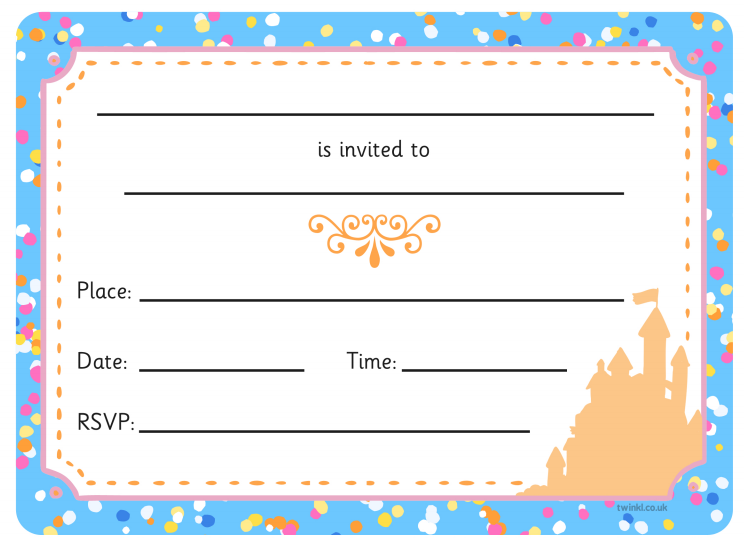 is invited to
Place:
Date: Time:
RSVP:
twinkl.co.uk